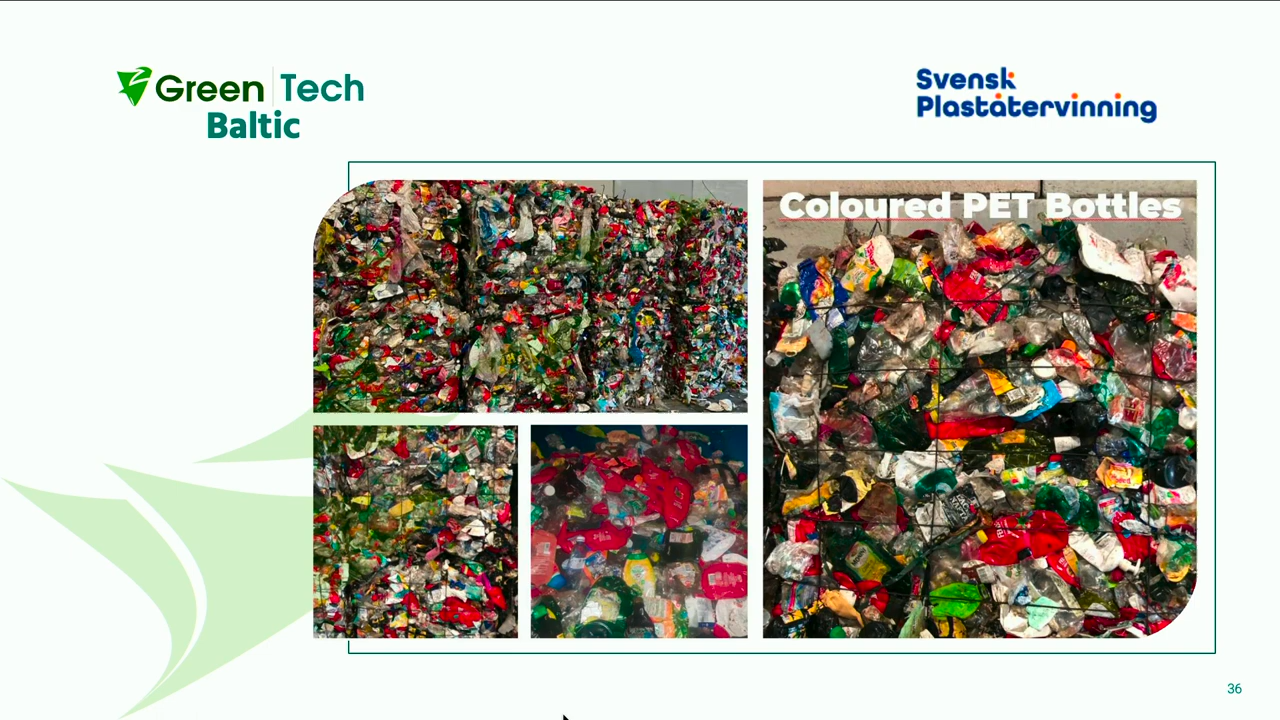 Green Tech
Baltic
Svensk
Plaståtervinning
Coloured PET Bottles
36